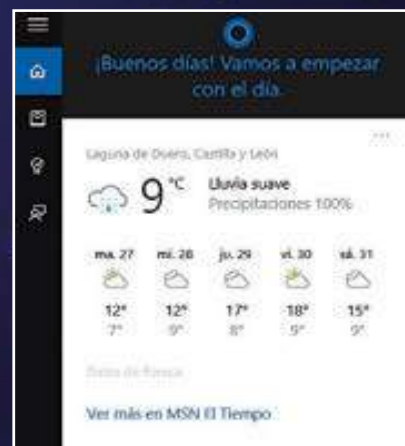 ¡Buenos días! Vamos a empezar
con el día.
Laguna de Duero, Castilla y León
9 °C Lluvia suave
Precipitaciones 100%
ma. 27 mi. 28 ju. 29 vi. 30 sá. 31
12° 12° 17° 18° 15°
7° 9° 8° 9° 9°
Ver más en MSN El Tiempo